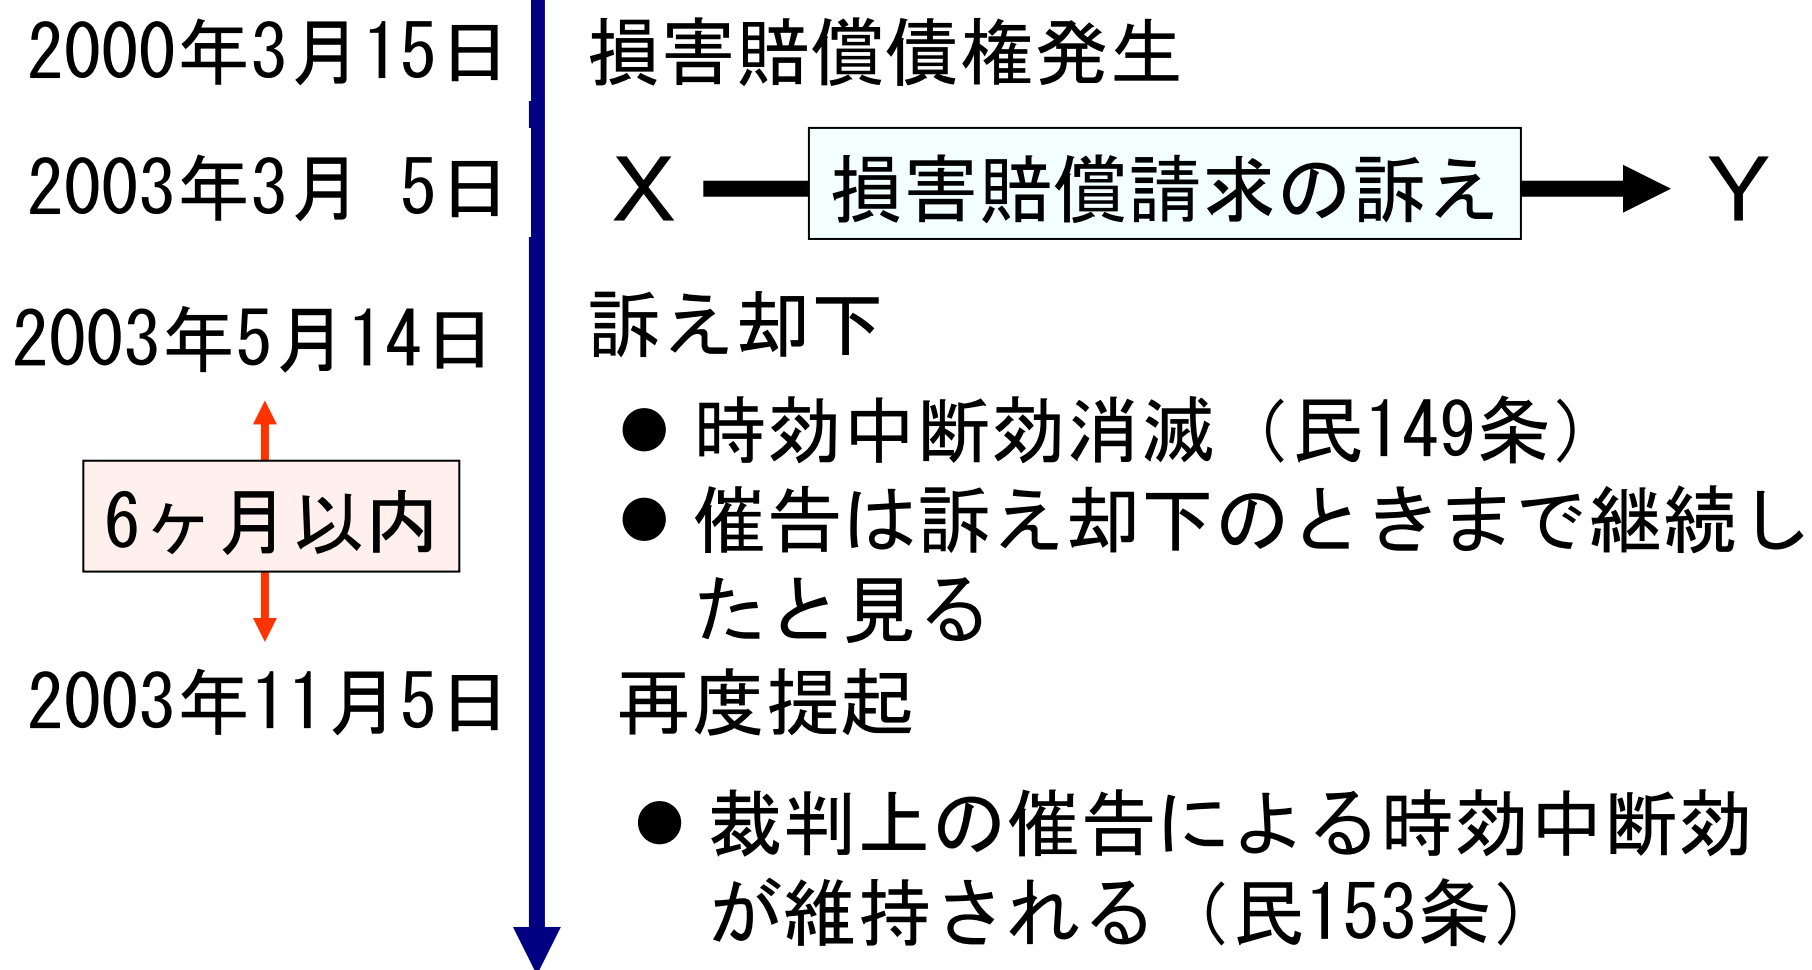 2000年3月15日 損害賠償債権発生
2003年3月 5日 X 損害賠償請求の訴え Y
2003年5月14日 訴え却下
● 時効中断効消滅（民149条）
6ヶ月以内
● 催告は訴え却下のときまで継続し
たと見る
2003年11月5日 再度提起
● 裁判上の催告による時効中断効
が維持される（民153条）